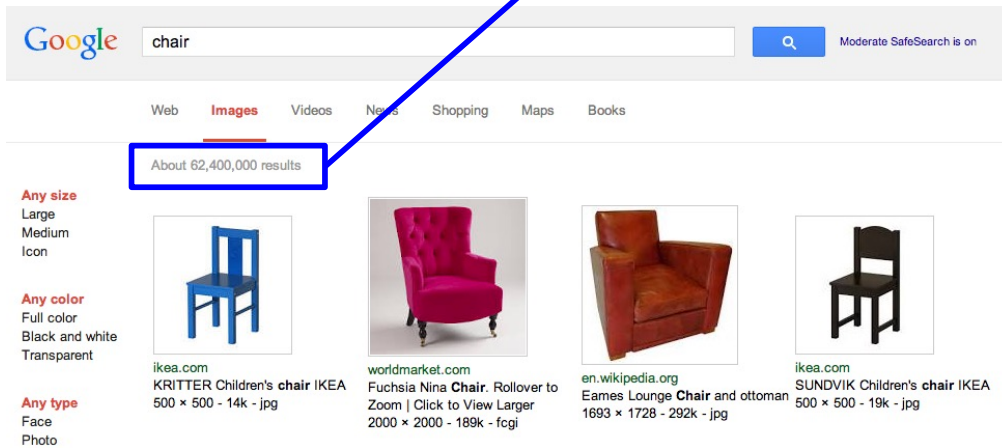 Google
chair
Moderate SafeSearch is on
Web Images Videos News Shopping Maps Books
About 62,400,000 results
Any size
Large
Medium
Icon
Any color
Full color
Black and white
Transparent
Any type
Face
Photo
ikea.com
KRITTER Children's chair IKEA
500 × 500 - 14k - jpg
worldmarket.com
Fuchsia Nina Chair. Rollover to
Zoom | Click to View Larger
2000 × 2000 - 189k - fcgi
en.wikipedia.org
Eames Lounge Chair and ottoman
1693 × 1728 - 292k - jpg
ikea.com
SUNDVIK Children's chair IKEA
500 × 500 - 19k - jpg